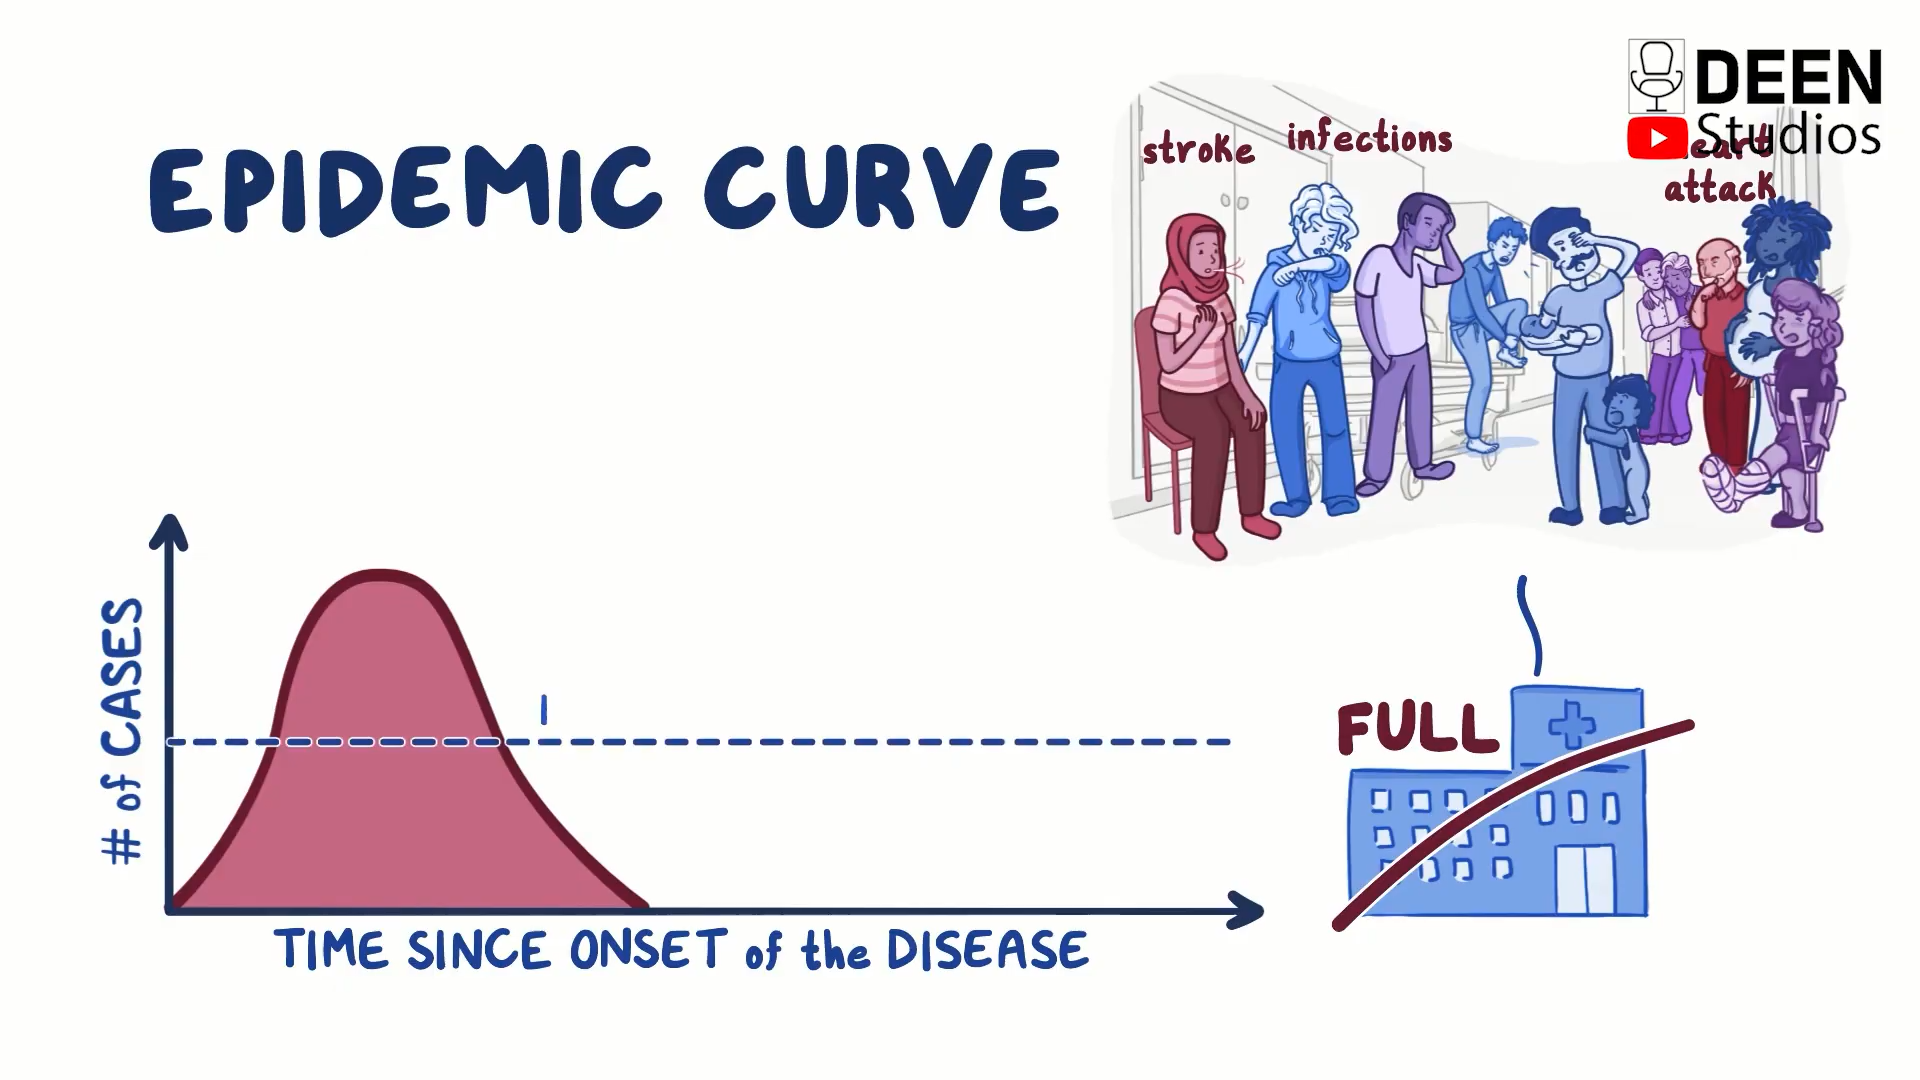 DEEN
Studios
stroke
infections
attack
EPIDEMIC CURVE
# of CASES
FULL
TIME SINCE ONSET of the DISEASE